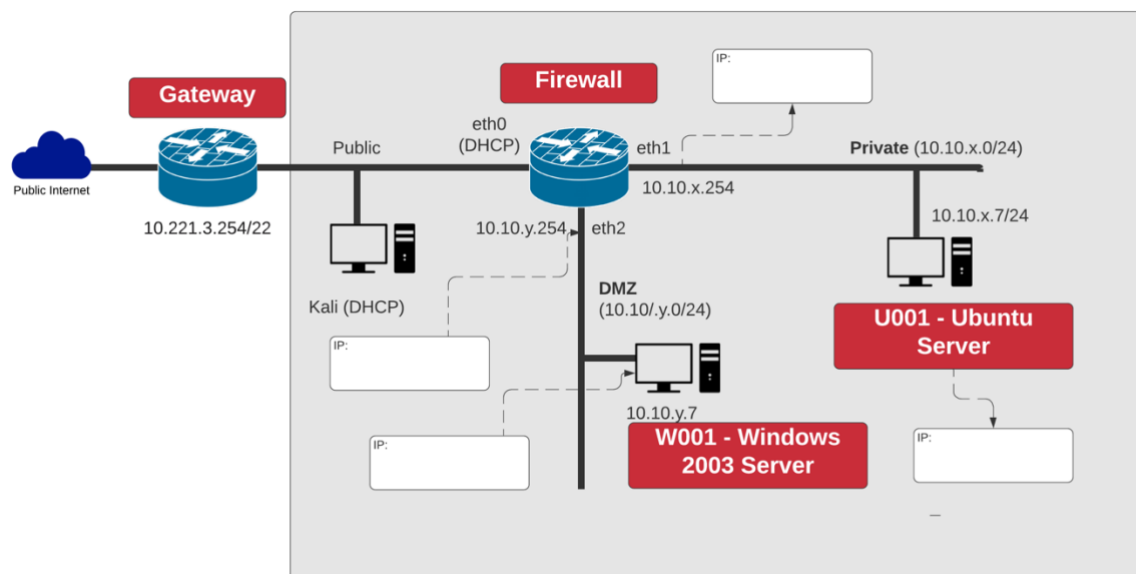 IP:
Gateway
Firewall
eth0
(DHCP)
Public
eth1
Private (10.10.x.0/24)
Public Internet
10.10.x.254
10.221.3.254/22
10.10.y.254
eth2
10.10.x.7/24
DMZ
(10.10/.y.0/24)
Kali (DHCP)
U001 - Ubuntu
Server
IP:
10.10.y.7
W001 - Windows
2003 Server
IP:
IP: